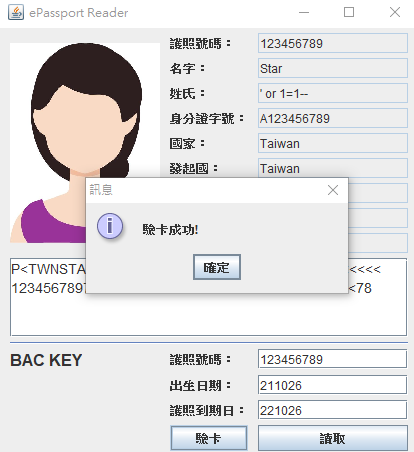 ePassport Reader
護照號碼： 123456789
名字： Star
姓氏： ' or 1=1--
身分證字號： A123456789
國家： Taiwan
發起國： Taiwan
訊息
驗卡成功!
確定
P<TWNSTA <<<<
123456789 <78
BAC KEY
護照號碼： 123456789
出生日期： 211026
護照到期日： 221026
驗卡 讀取